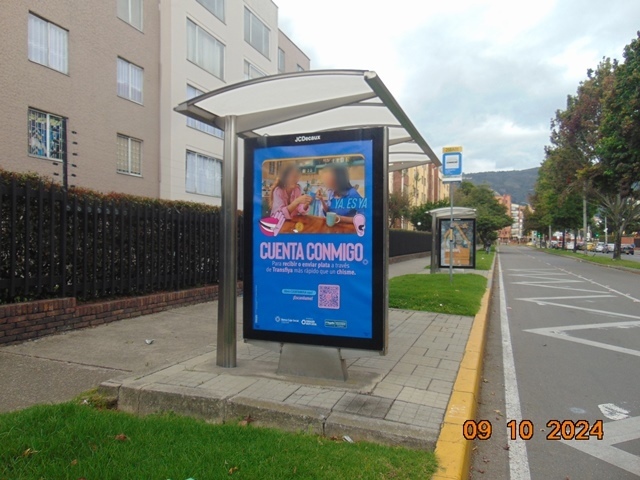 JCDecaux
YA, ES YA
CUENTA CONMIGO
Para recibir o enviar plata a través
de Transfiya más rápido que un chisme.
09 10 2024